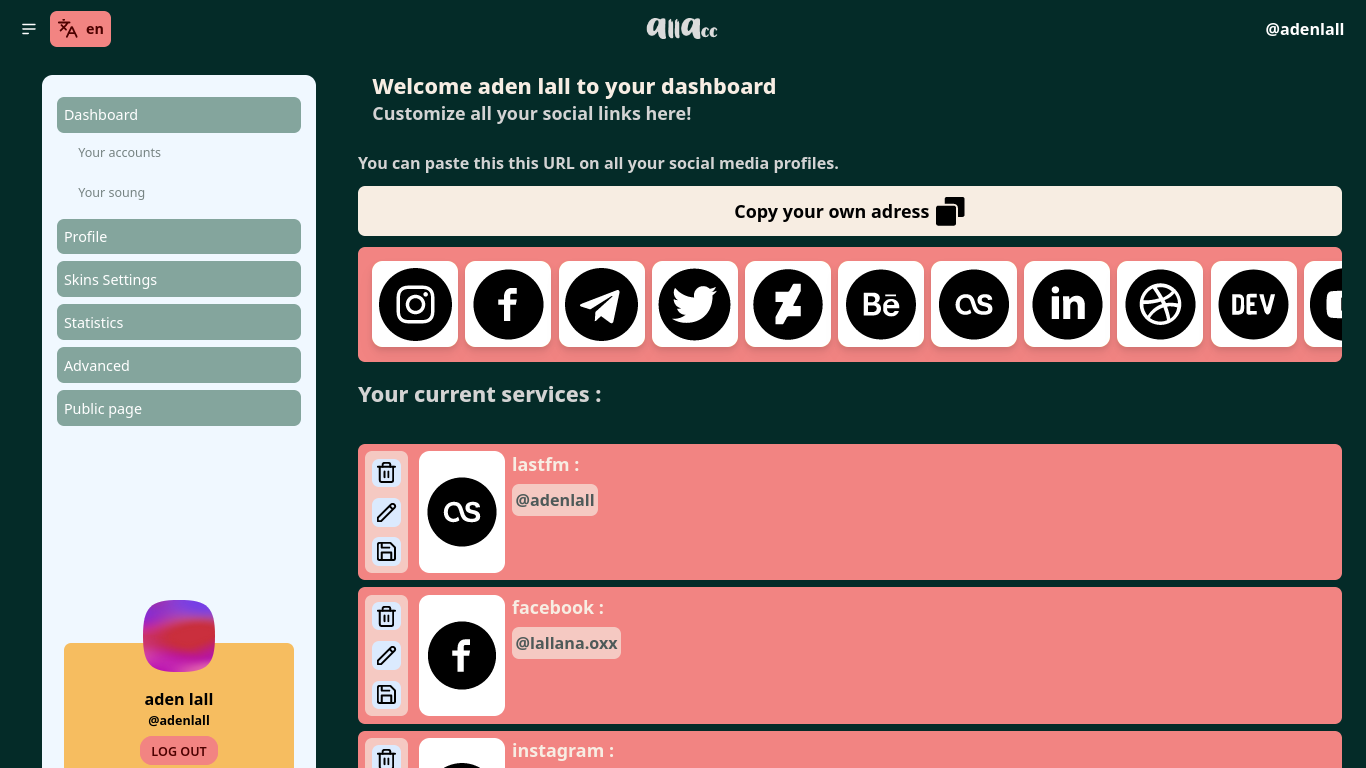 en
alla cc
@adenlall
Dashboard
Your accounts
Your soung
Profile
Skins Settings
Statistics
Advanced
Public page
aden lall
@adenlall
LOG OUT
Welcome aden lall to your dashboard
Customize all your social links here!
You can paste this this URL on all your social media profiles.
Copy your own adress
f
Bē
in
DEV
Your current services :
lastfm :
@adenlall
facebook :
f
@lallana.oxx
instagram :